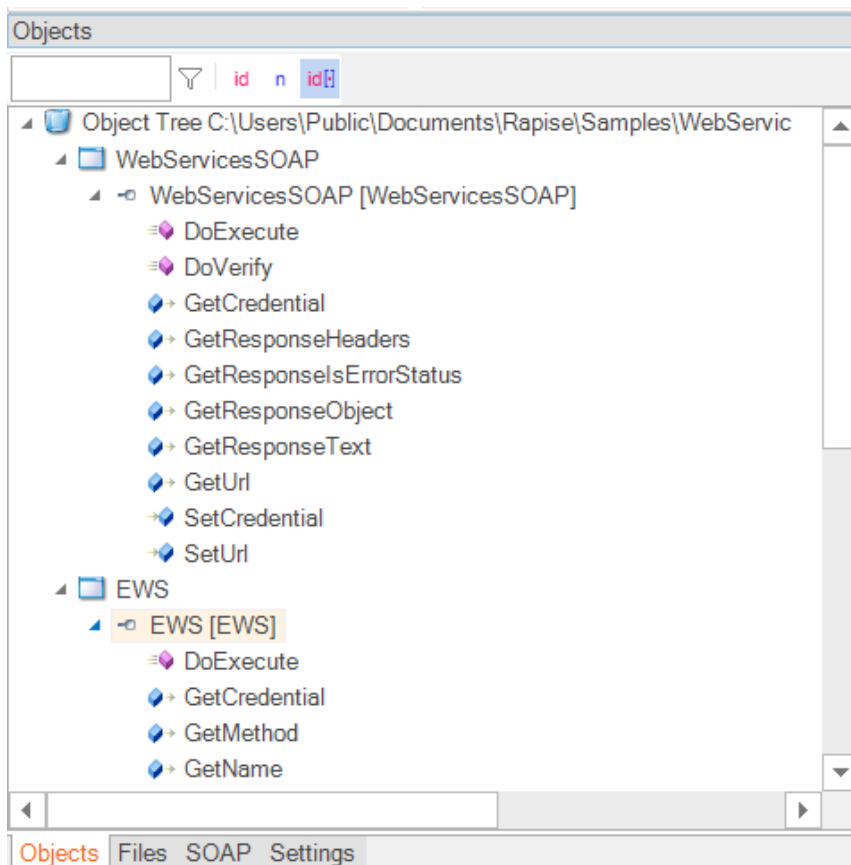 Objects
id n id[·]
Object Tree C:\Users\Public\Documents\Rapise\Samples\WebServic
WebServicesSOAP
WebServicesSOAP [WebServicesSOAP]
DoExecute
DoVerify
GetCredential
GetResponseHeaders
GetResponseIsErrorStatus
GetResponseObject
GetResponseText
GetUrl
SetCredential
SetUrl
EWS
EWS [EWS]
DoExecute
GetCredential
GetMethod
GetName
Objects Files SOAP Settings